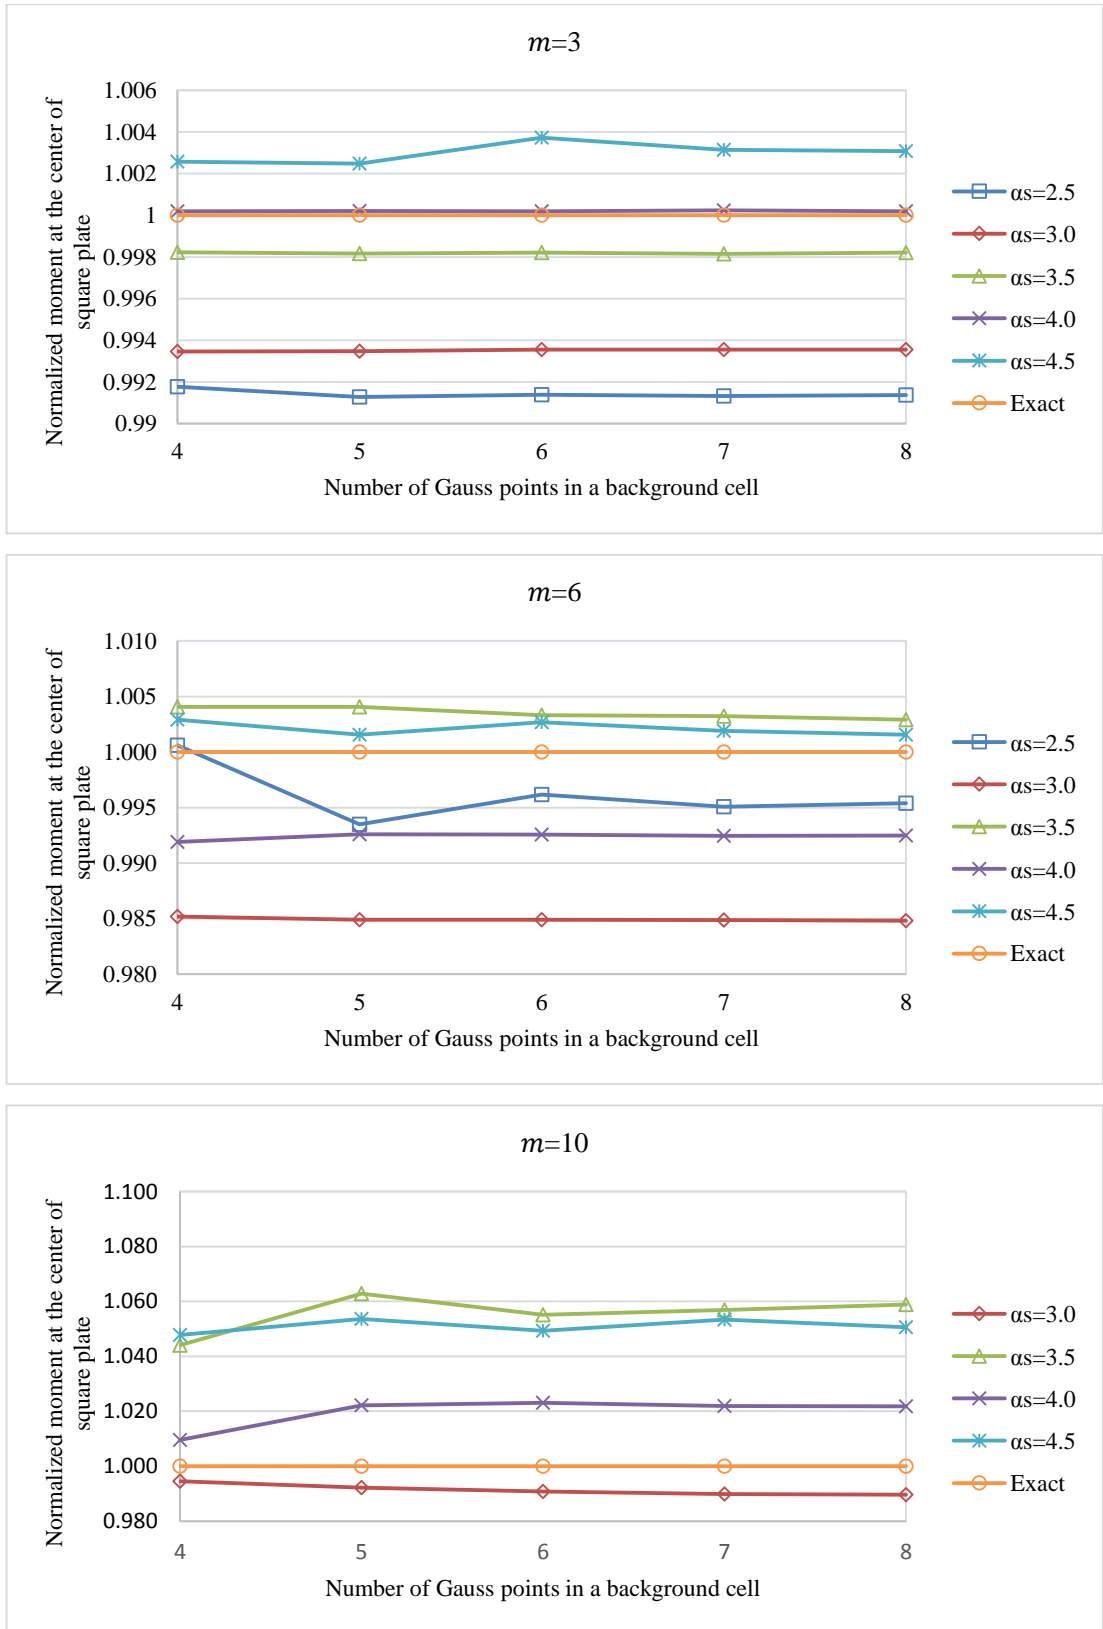 m=3
Normalized moment at the center of
square plate
1.006
1.004
1.002
1
0.998
0.996
0.994
0.992
0.99
4 5 6 7 8
Number of Gauss points in a background cell
αs=2.5
αs=3.0
αs=3.5
αs=4.0
αs=4.5
Exact
m=6
Normalized moment at the center of
square plate
1.010
1.005
1.000
0.995
0.990
0.985
0.980
4 5 6 7 8
Number of Gauss points in a background cell
αs=2.5
αs=3.0
αs=3.5
αs=4.0
αs=4.5
Exact
m=10
Normalized moment at the center of
square plate
1.100
1.080
1.060
1.040
1.020
1.000
0.980
4 5 6 7 8
Number of Gauss points in a background cell
αs=3.0
αs=3.5
αs=4.0
αs=4.5
Exact